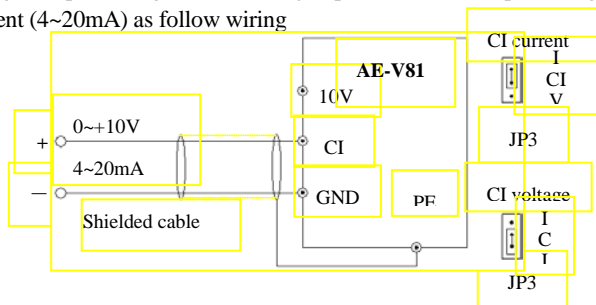 ent (4~20mA) as follow wiring
CI current
I
CI
V
AE-V81
10V
0~+10V
+
CI
JP3
4~20mA
—
GND
PE
CI voltage
Shielded cable
I
C
JP3